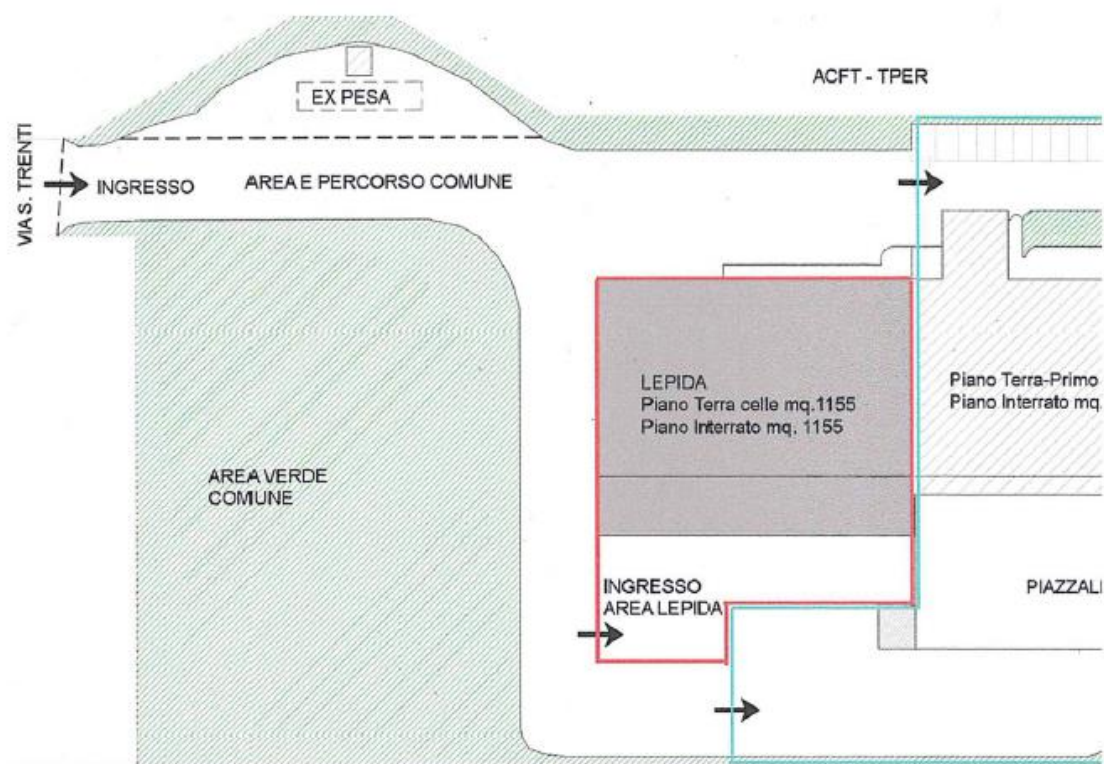 ACFT - TPER
EX PESA
VIA S. TRENTI
INGRESSO
AREA E PERCORSO COMUNE
LEPIDA
Piano Terra celle mq.1155
Piano Interrato mq. 1155
Piano Terra-Primo
Piano Interrato mq.
AREA VERDE
COMUNE
INGRESSO
AREA LEPIDA
PIAZZAL